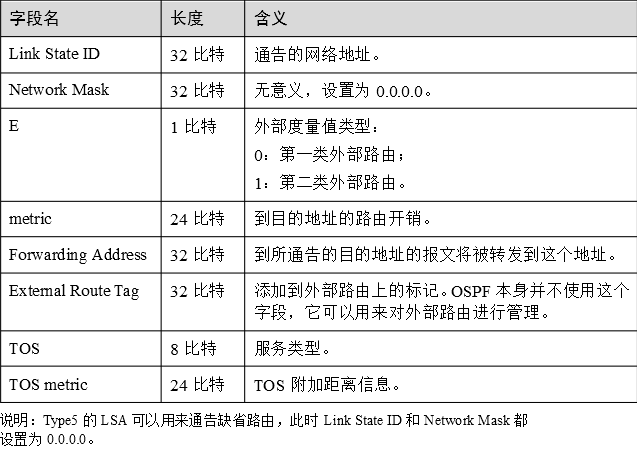 字段名 长度 含义
Link State ID 32 比特 通告的网络地址。
Network Mask 32 比特 无意义，设置为 0.0.0.0。
E 1 比特 外部度量值类型：
0：第一类外部路由；
1：第二类外部路由。
metric 24 比特 到目的地址的路由开销。
Forwarding Address 32 比特 到所通告的目的地址的报文将被转发到这个地址。
External Route Tag 32 比特 添加到外部路由上的标记。OSPF 本身并不使用这个
字段，它可以用来对外部路由进行管理。
TOS 8 比特 服务类型。
TOS metric 24 比特 TOS 附加距离信息。
说明：Type5 的 LSA 可以用来通告缺省路由，此时 Link State ID 和 Network Mask 都
设置为 0.0.0.0。